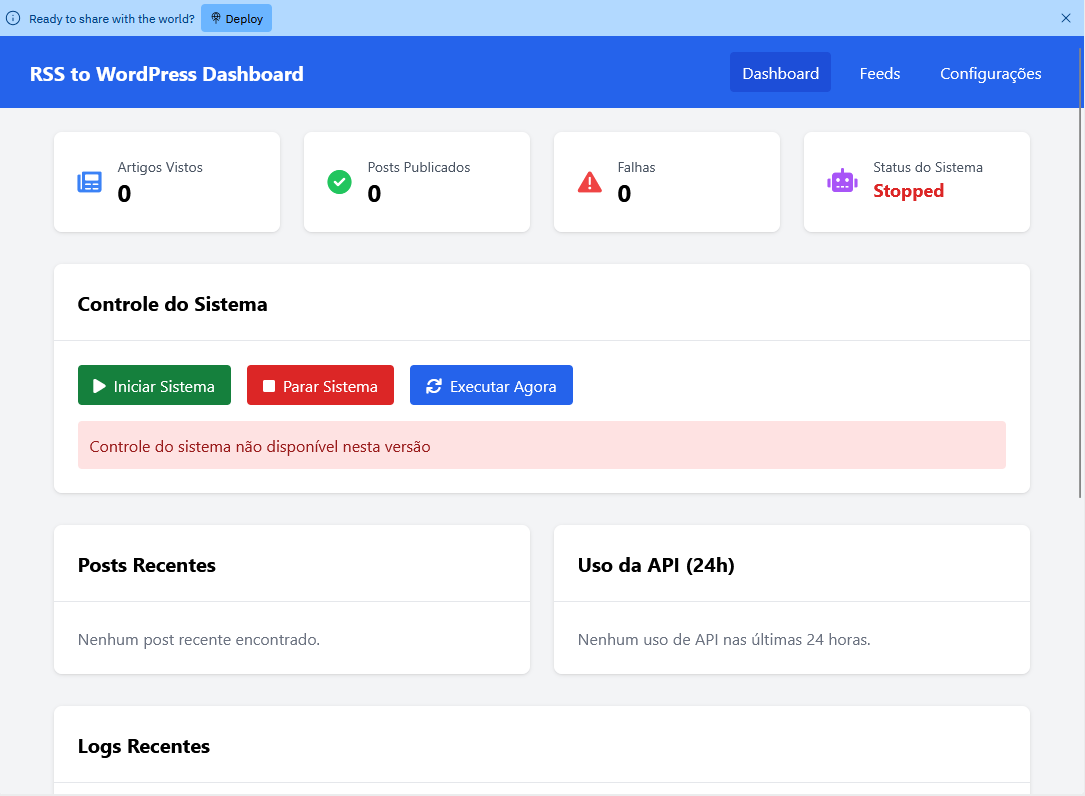 Ready to share with the world? Deploy
RSS to WordPress Dashboard Dashboard Feeds Configurações
Artigos Vistos
0
Posts Publicados
0
Falhas
0
Status do Sistema
Stopped
Controle do Sistema
Iniciar Sistema Parar Sistema Executar Agora
Controle do sistema não disponível nesta versão
Posts Recentes
Nenhum post recente encontrado.
Uso da API (24h)
Nenhum uso de API nas últimas 24 horas.
Logs Recentes